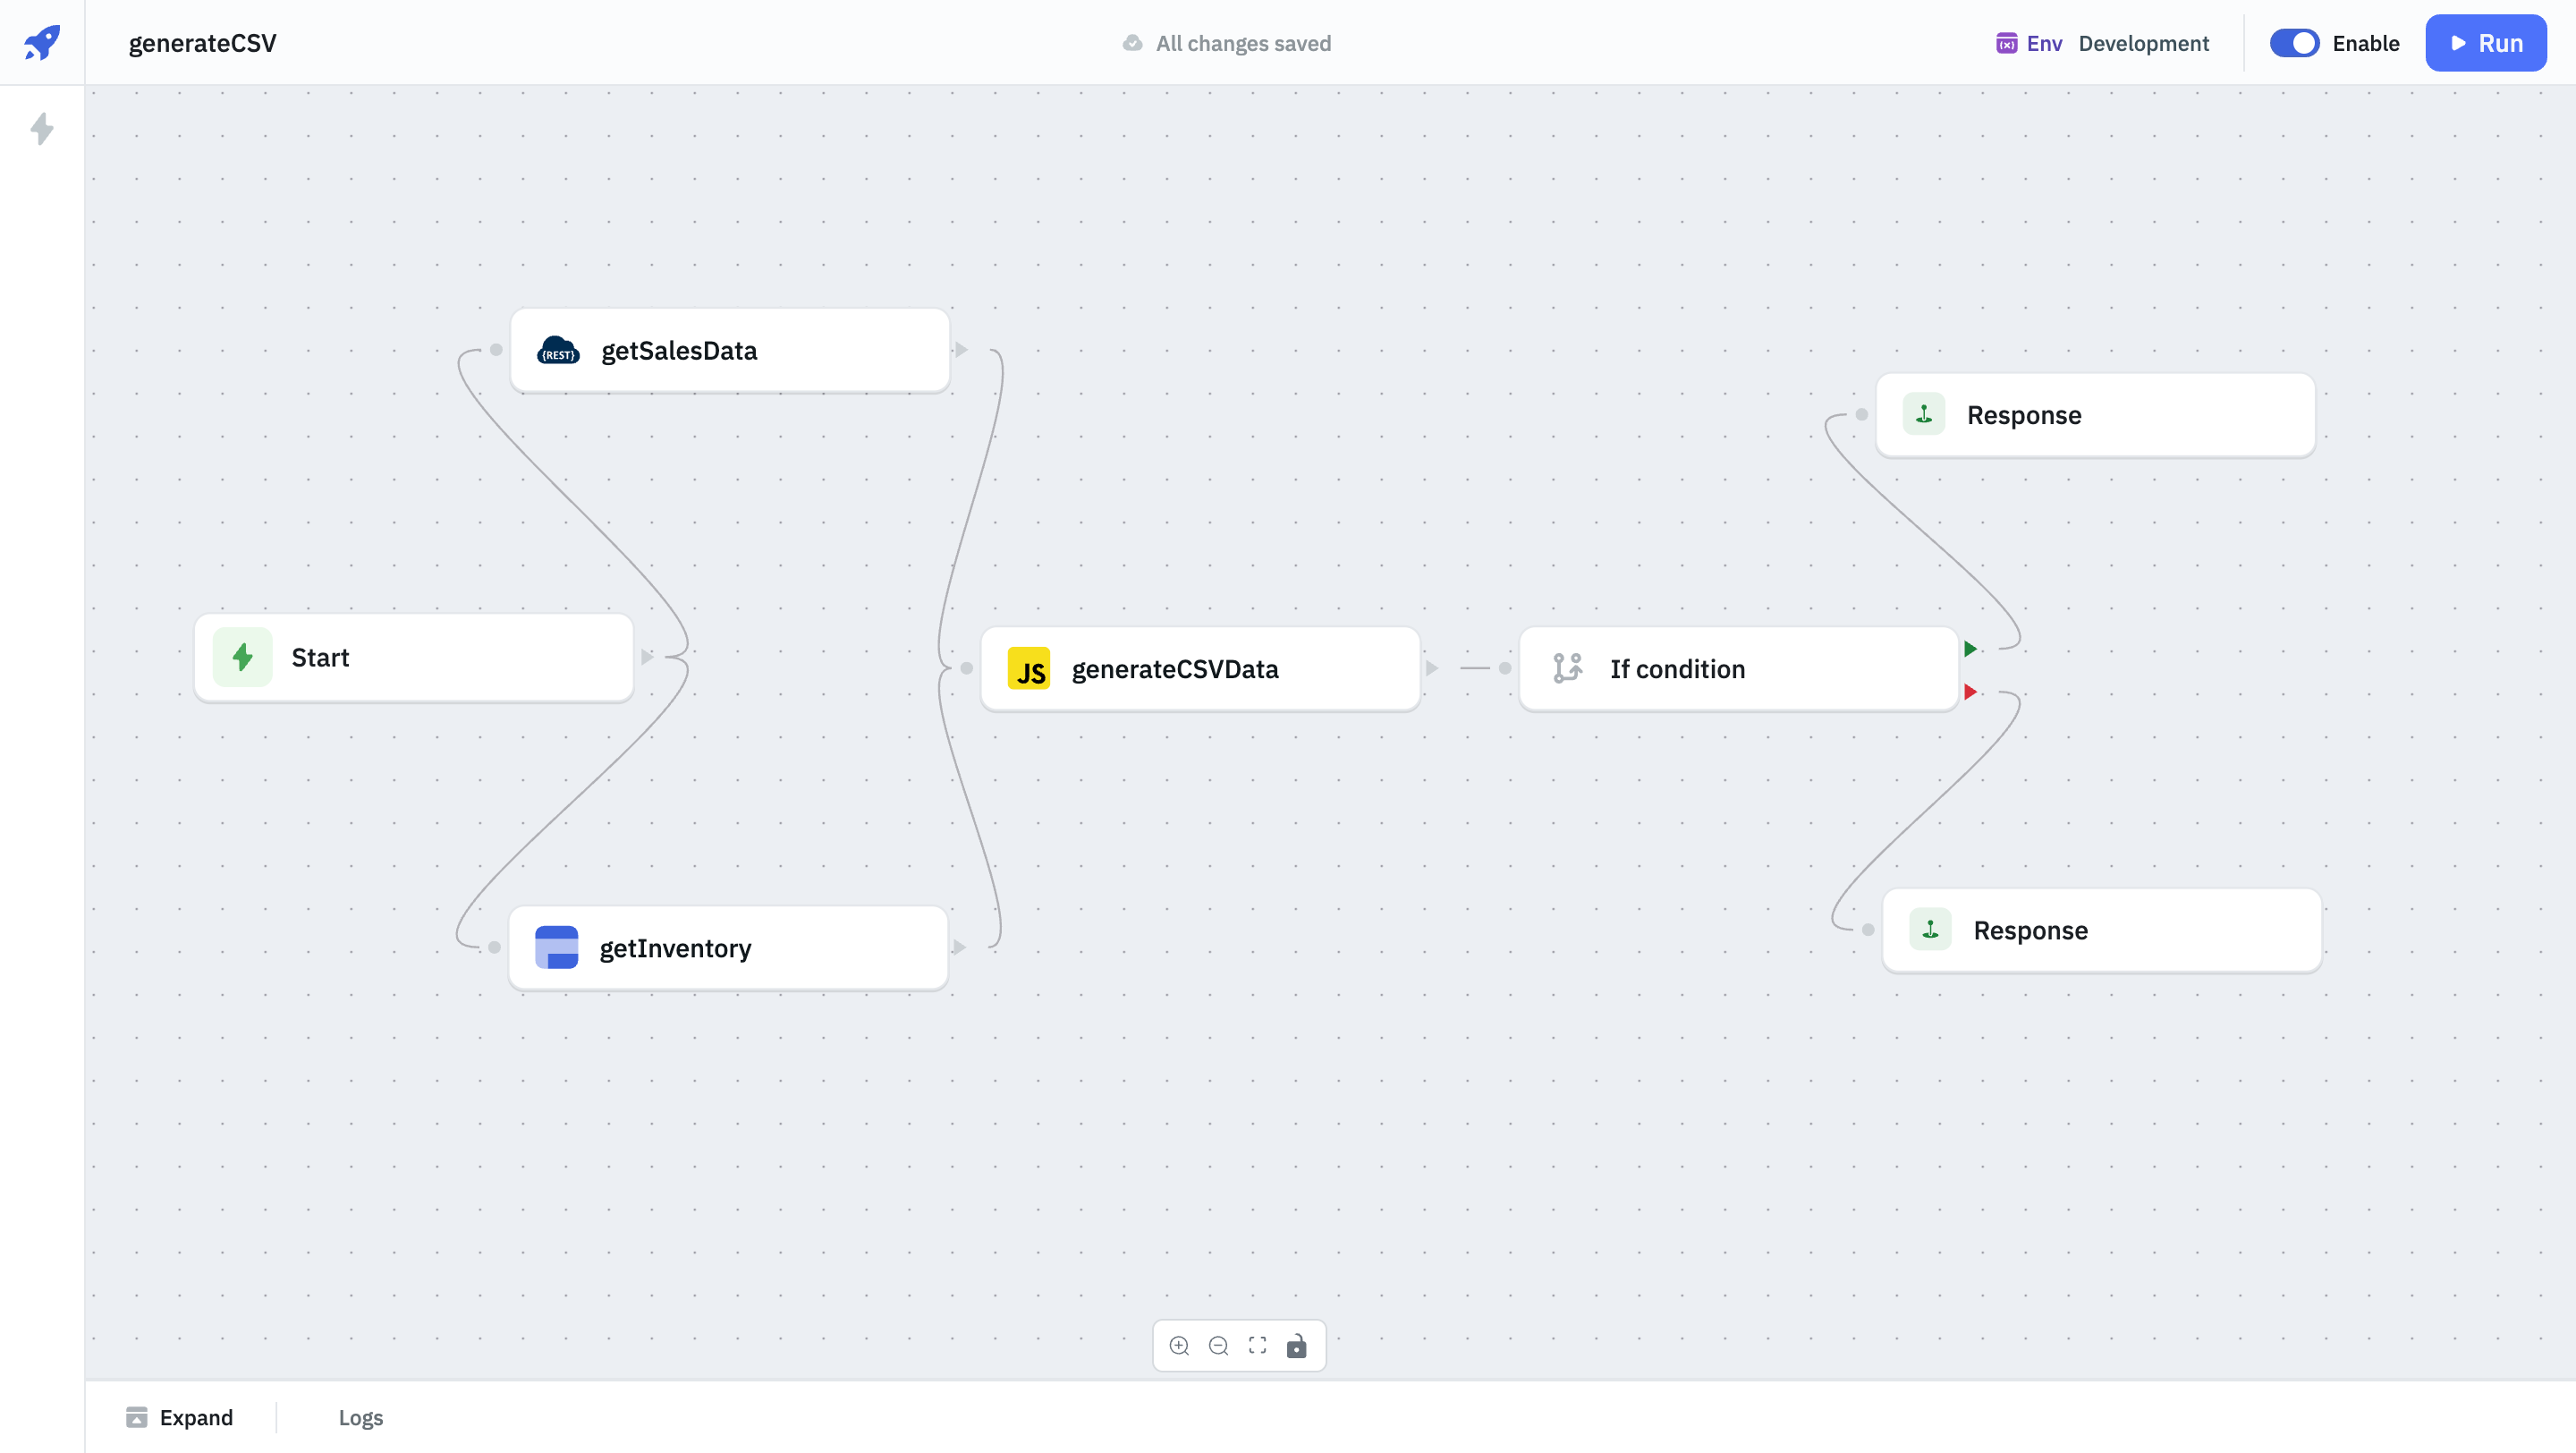 generateCSV
All changes saved
Env Development
Enable
Run
{REST} getSalesData
Response
Start
JS generateCSVData
If condition
getInventory
Response
Expand
Logs